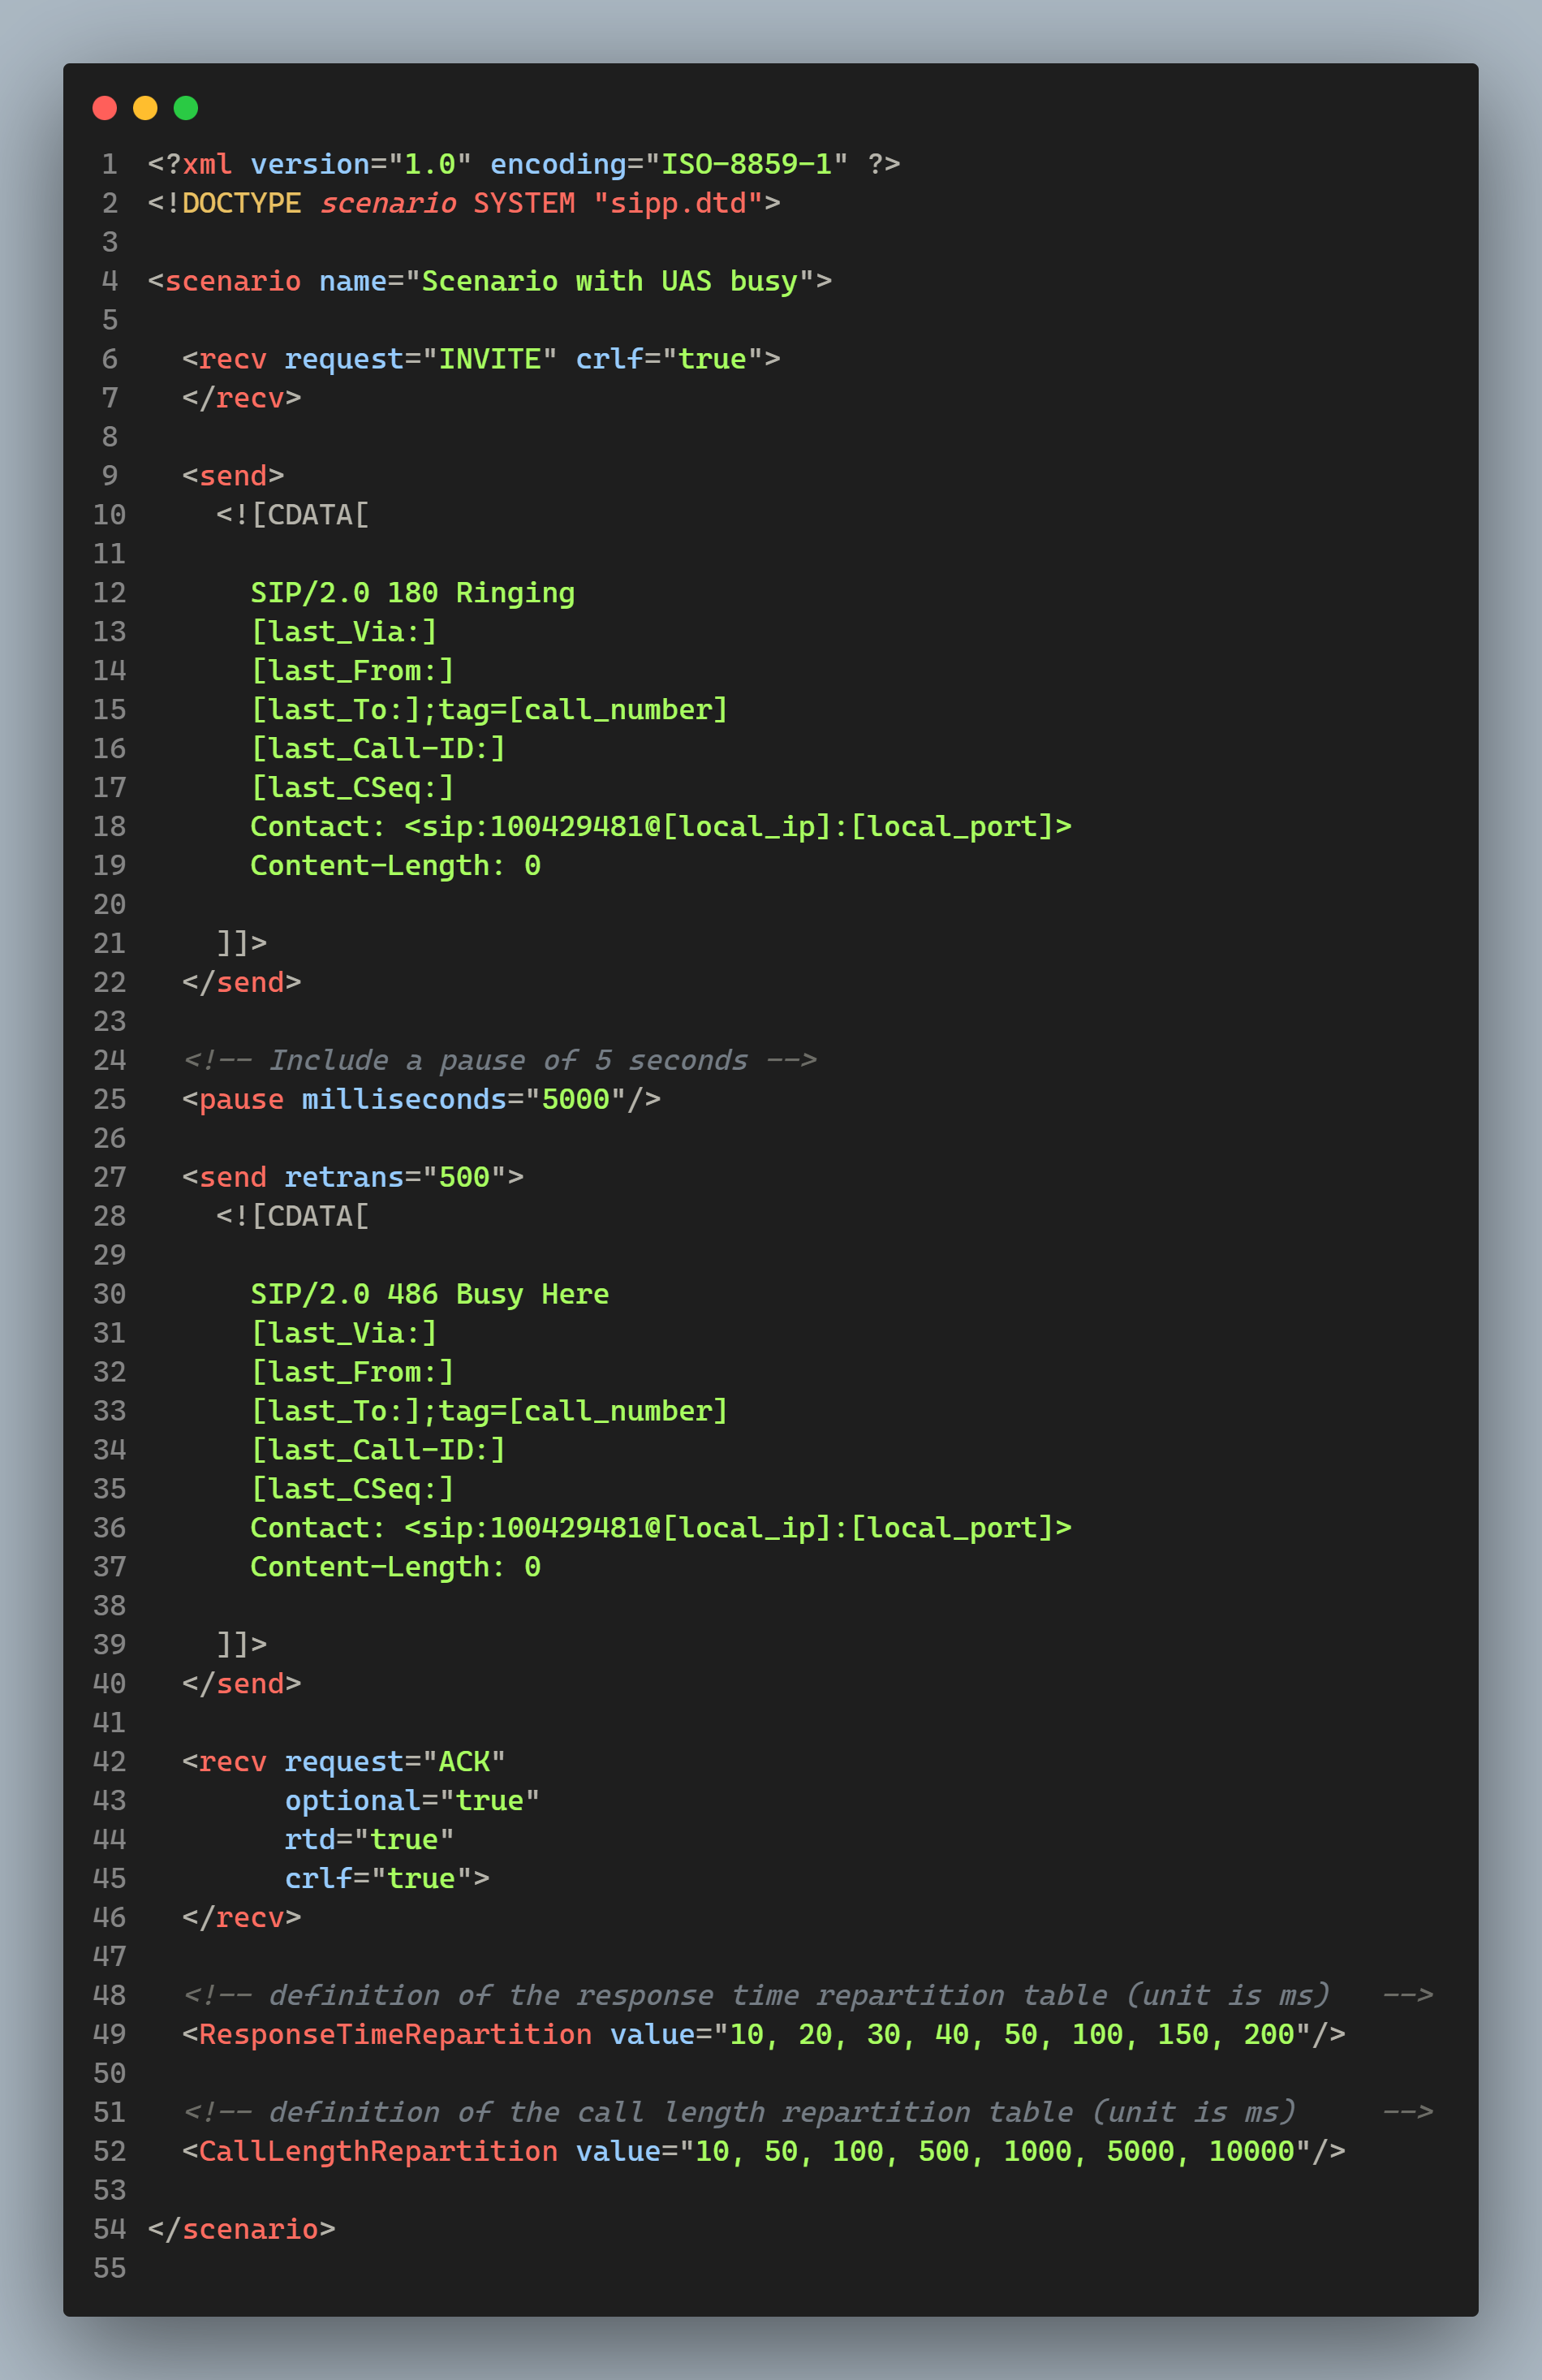 1 <?xml version="1.0" encoding="ISO-8859-1" ?>
2 <!DOCTYPE scenario SYSTEM "sipp.dtd">
3
4 <scenario name="Scenario with UAS busy">
5
6   <recv request="INVITE" crlf="true">
7   </recv>
8
9   <send>
10     <![CDATA[
11
12       SIP/2.0 180 Ringing
13       [last_Via:]
14       [last_From:]
15       [last_To:];tag=[call_number]
16       [last_Call-ID:]
17       [last_CSeq:]
18       Contact: <sip:100429481@[local_ip]:[local_port]>
19       Content-Length: 0
20
21     ]]>
22   </send>
23
24   <!-- Include a pause of 5 seconds -->
25   <pause milliseconds="5000"/>
26
27   <send retrans="500">
28     <![CDATA[
29
30       SIP/2.0 486 Busy Here
31       [last_Via:]
32       [last_From:]
33       [last_To:];tag=[call_number]
34       [last_Call-ID:]
35       [last_CSeq:]
36       Contact: <sip:100429481@[local_ip]:[local_port]>
37       Content-Length: 0
38
39     ]]>
40   </send>
41
42   <recv request="ACK"
43         optional="true"
44         rtd="true"
45         crlf="true">
46   </recv>
47
48   <!-- definition of the response time repartition table (unit is ms)   -->
49   <ResponseTimeRepartition value="10, 20, 30, 40, 50, 100, 150, 200"/>
50
51   <!-- definition of the call length repartition table (unit is ms)     -->
52   <CallLengthRepartition value="10, 50, 100, 500, 1000, 5000, 10000"/>
53
54 </scenario>
55